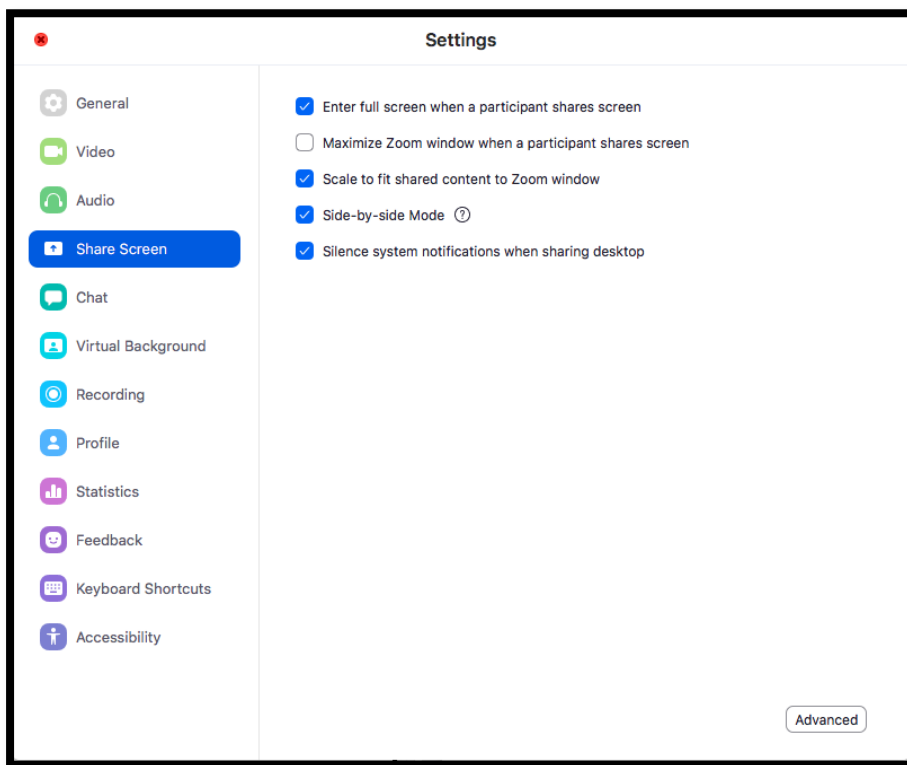 Settings
General
Video
Audio
Share Screen
Chat
Virtual Background
Recording
Profile
Statistics
Feedback
Keyboard Shortcuts
Accessibility
Enter full screen when a participant shares screen
Maximize Zoom window when a participant shares screen
Scale to fit shared content to Zoom window
Side-by-side Mode ?
Silence system notifications when sharing desktop
Advanced